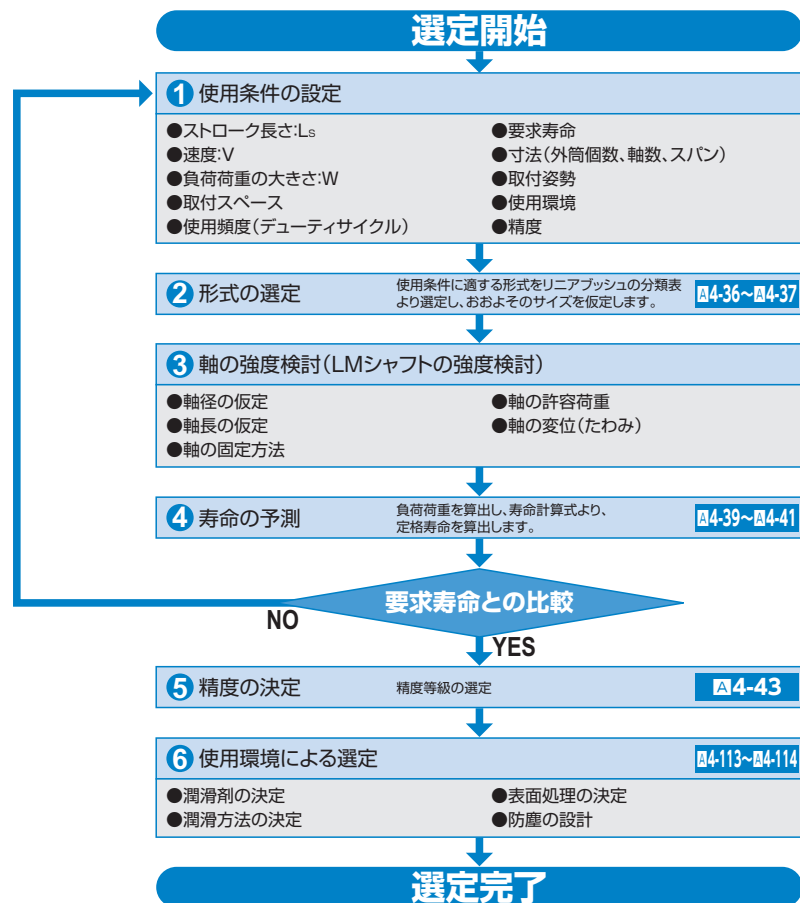 選定開始
1 使用条件の設定
●ストローク長さ:Ls
●速度:V
●負荷荷重の大きさ:W
●取付スペース
●使用頻度(デューティサイクル)
●要求寿命
●寸法(外筒個数、軸数、スパン)
●取付姿勢
●使用環境
●精度
2 形式の選定
使用条件に適する形式をリニアブッシュの分類表
より選定し、おおよそのサイズを仮定します。
A4-36~A4-37
3 軸の強度検討(LMシャフトの強度検討)
●軸径の仮定
●軸長の仮定
●軸の固定方法
●軸の許容荷重
●軸の変位(たわみ)
4 寿命の予測
負荷荷重を算出し、寿命計算式より、
定格寿命を算出します。
A4-39~A4-41
要求寿命との比較
NO
YES
5 精度の決定
精度等級の選定
A4-43
6 使用環境による選定
A4-113~A4-114
●潤滑剤の決定
●潤滑方法の決定
●表面処理の決定
●防塵の設計
選定完了